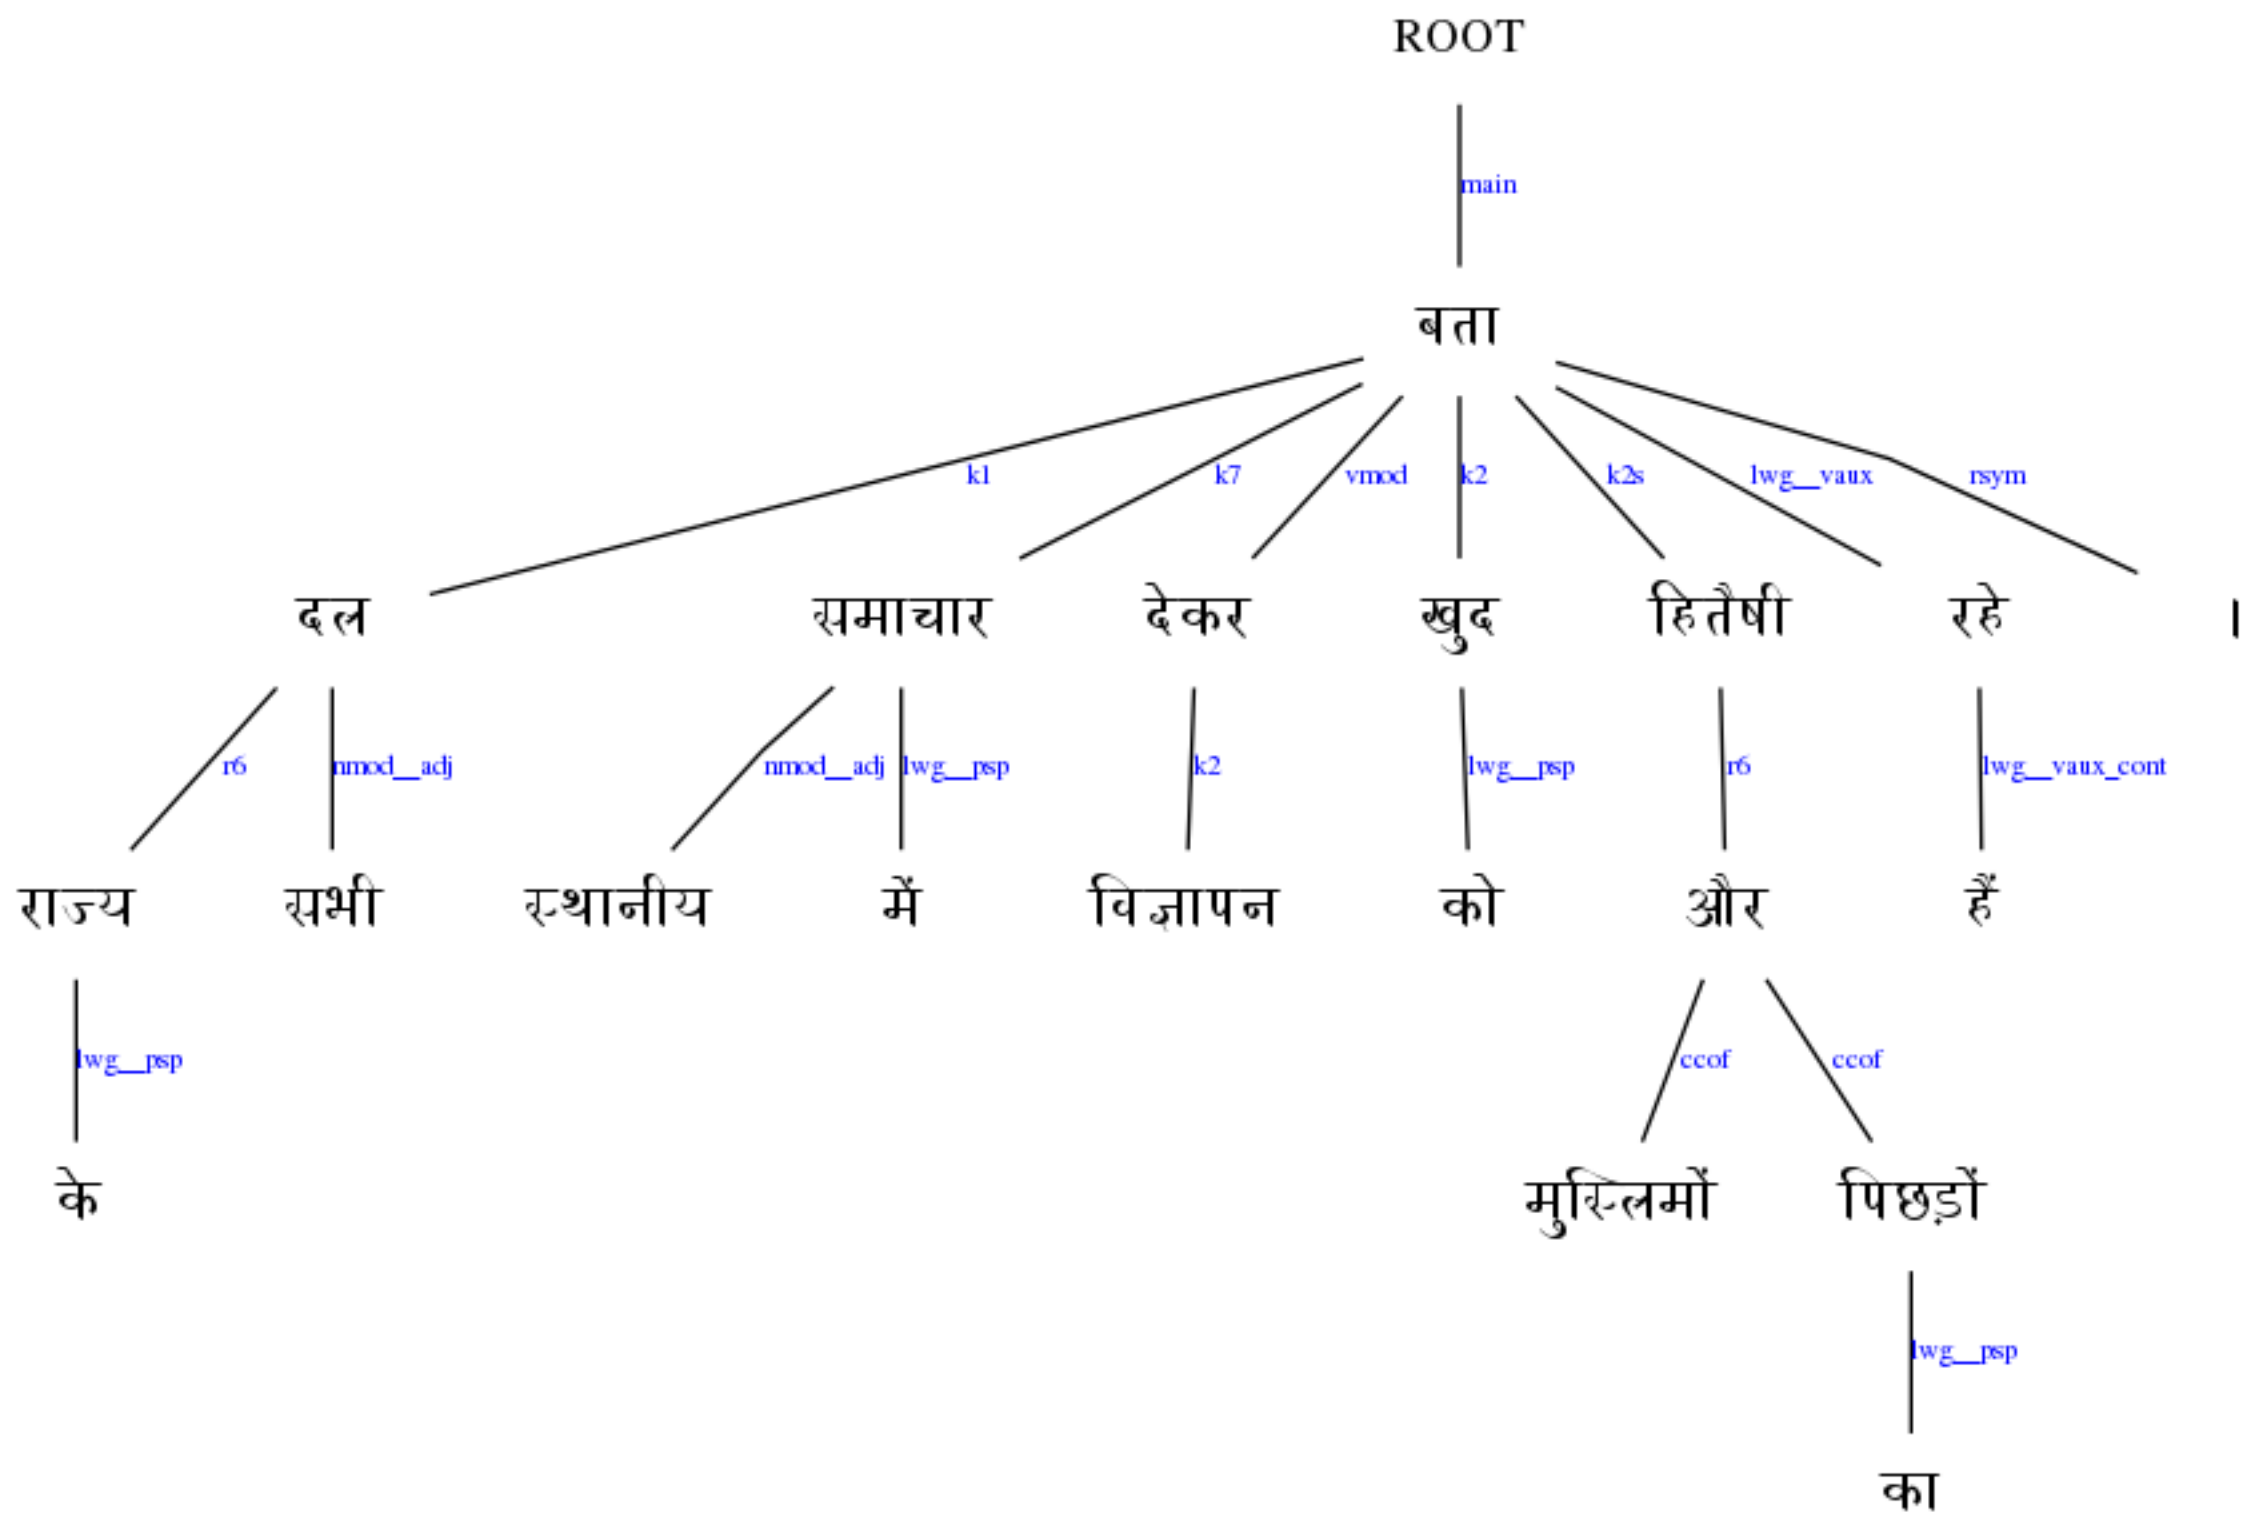 ROOT
main
बता
k1 k7 vmod k2 k2s lwg__vaux rsym
दल समाचार देकर खुद हितैषी रहे ।
r6 nmod__adj nmod__adj lwg__psp k2 lwg__psp r6 lwg__vaux_cont
राज्य सभी स्थानीय में विज्ञापन को और हैं
lwg__psp ccof ccof
के मुस्लिमों पिछड़ों
lwg__psp
का